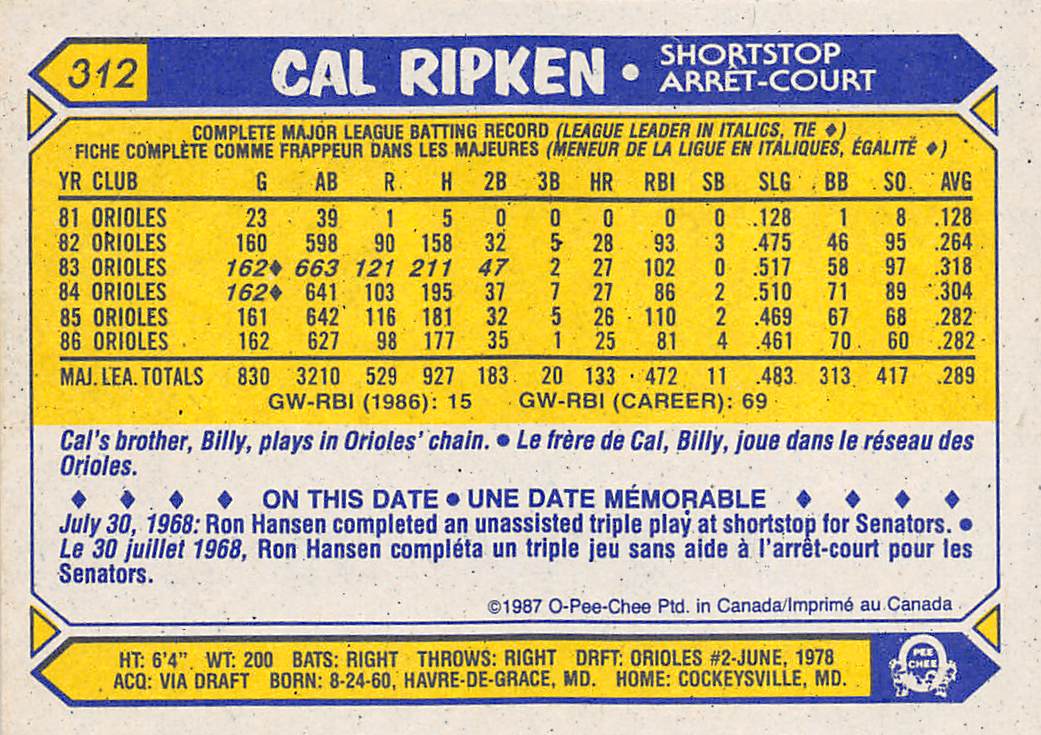 312
CAL RIPKEN • SHORTSTOP
ARRÊT-COURT
COMPLETE MAJOR LEAGUE BATTING RECORD (LEAGUE LEADER IN ITALICS, TIE ♦)
FICHE COMPLÈTE COMME FRAPPEUR DANS LES MAJEURES (MENEUR DE LA LIGUE EN ITALIQUES, ÉGALITÉ ♦)
YR CLUB G AB R H 2B 3B HR RBI SB SLG BB SO AVG
81 ORIOLES 23 39 1 5 0 0 0 0 0 .128 1 8 .128
82 ORIOLES 160 598 90 158 32 5 28 93 3 .475 46 95 .264
83 ORIOLES 162♦ 663 121 211 47 2 27 102 0 .517 58 97 .318
84 ORIOLES 162♦ 641 103 195 37 7 27 86 2 .510 71 89 .304
85 ORIOLES 161 642 116 181 32 5 26 110 2 .469 67 68 .282
86 ORIOLES 162 627 98 177 35 1 25 81 4 .461 70 60 .282
MAJ. LEA. TOTALS 830 3210 529 927 183 20 133 472 11 .483 313 417 .289
GW-RBI (1986): 15 GW-RBI (CAREER): 69
Cal's brother, Billy, plays in Orioles' chain. • Le frère de Cal, Billy, joue dans le réseau des
Orioles.
♦ ♦ ♦ ♦ ON THIS DATE • UNE DATE MÉMORABLE ♦ ♦ ♦ ♦
July 30, 1968: Ron Hansen completed an unassisted triple play at shortstop for Senators. •
Le 30 juillet 1968, Ron Hansen compléta un triple jeu sans aide à l'arrêt-court pour les
Senators.
©1987 O-Pee-Chee Ptd. in Canada/Imprimé au Canada
HT: 6'4" WT: 200 BATS: RIGHT THROWS: RIGHT DRFT: ORIOLES #2-JUNE, 1978
ACQ: VIA DRAFT BORN: 8-24-60, HAVRE-DE-GRACE, MD. HOME: COCKEYSVILLE, MD.
O
PEE
CHEE